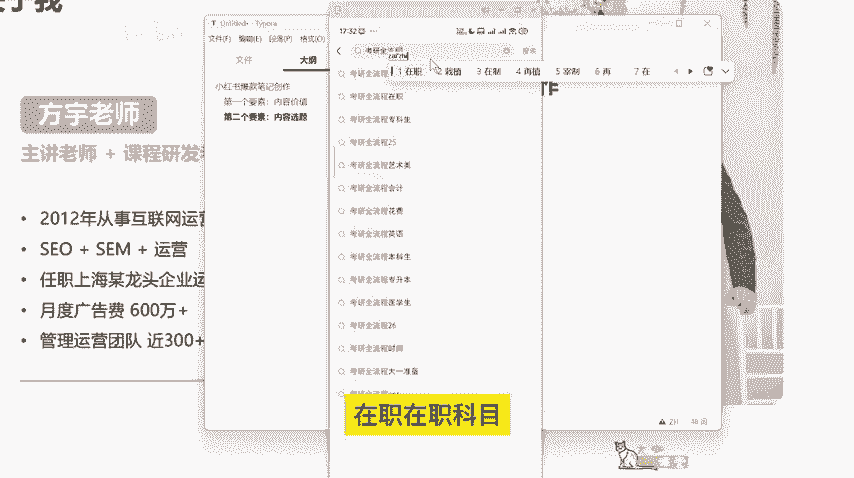 方宇老师
主讲老师 + 课程研发
2012年从事互联网运营
SEO + SEM + 运营
任职上海某龙头企业运
月度广告费 600万+
管理运营团队 近300+
Untitled - Typora
文件(F) 编辑(E) 段落(P) 格式(O)
文件 大纲
小红书爆款笔记创作
第一个要素：内容价值
第二个要素：内容选题
17:32
考研全流程
搜索
1 在职 2 栽植 3 在制 4 再植 5 宰制 6 再 7 在
考研全流程
考研全流程在职
考研全流程专科生
考研全流程25
考研全流程艺术类
考研全流程会计
考研全流程花费
考研全流程英语
考研全流程本科生
考研全流程专升本
考研全流程医学生
考研全流程26
考研全流程时间
考研全流程大一准备
在职在职科目
ZH 48 词